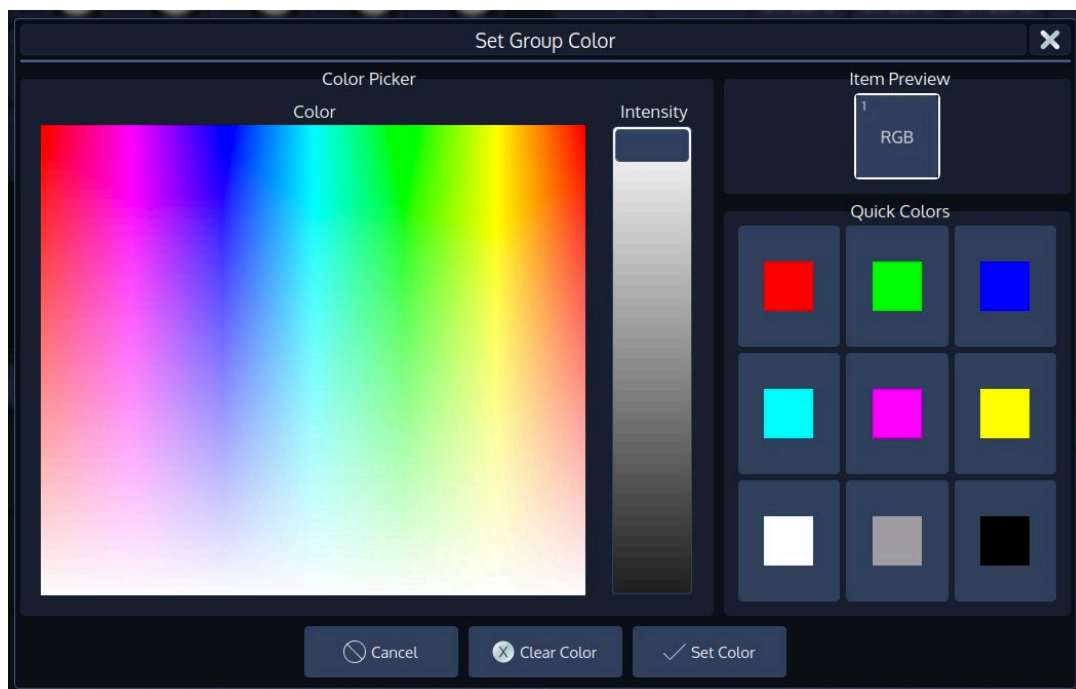 Set Group Color
Color Picker
Color
Intensity
Item Preview
1
RGB
Quick Colors
Cancel
X Clear Color
Set Color